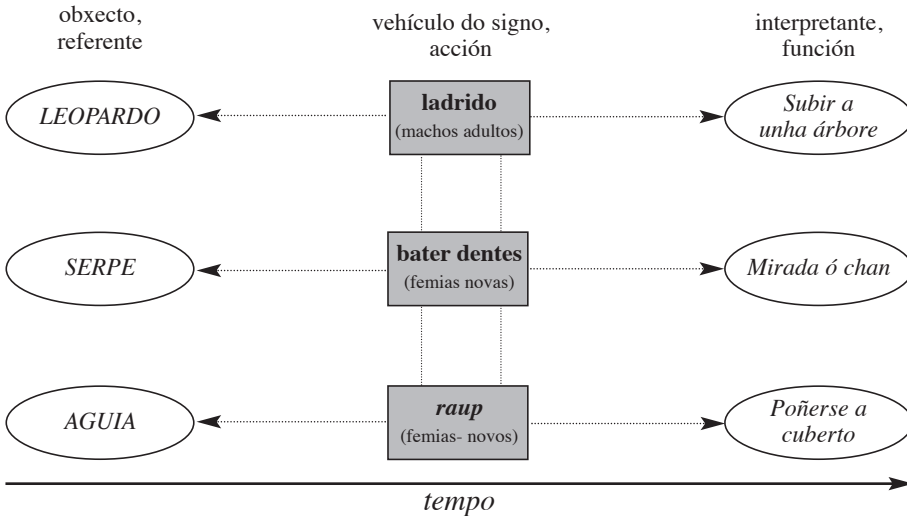 obxecto,
referente
vehículo do signo,
acción
interpretante,
función
LEOPARDO
ladrido
(machos adultos)
Subir a
unha árbore
SERPE
bater dentes
(femias novas)
Mirada ó chan
AGUIA
raup
(femias- novos)
Poñerse a
cuberto
tempo